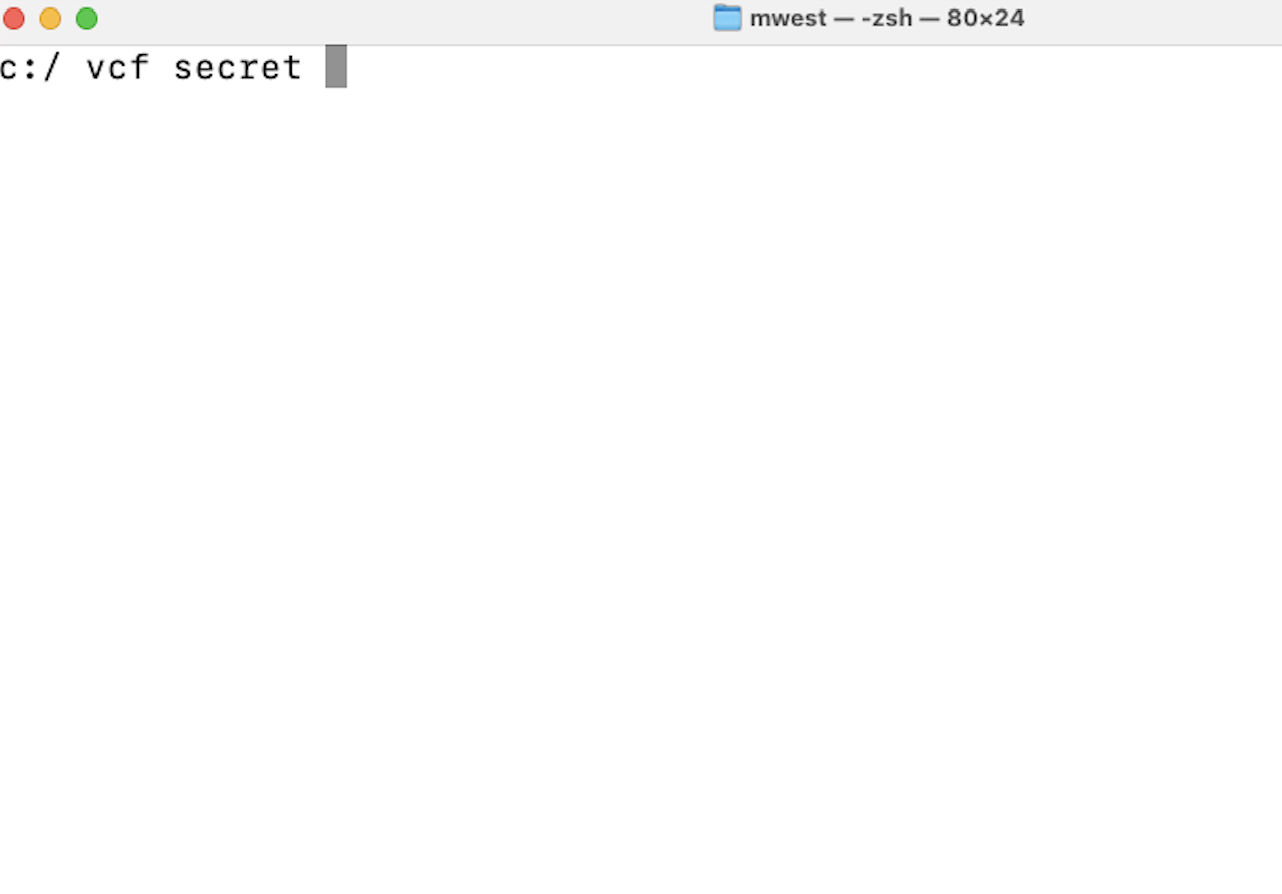 mwest — -zsh — 80×24
c:/ vcf secret